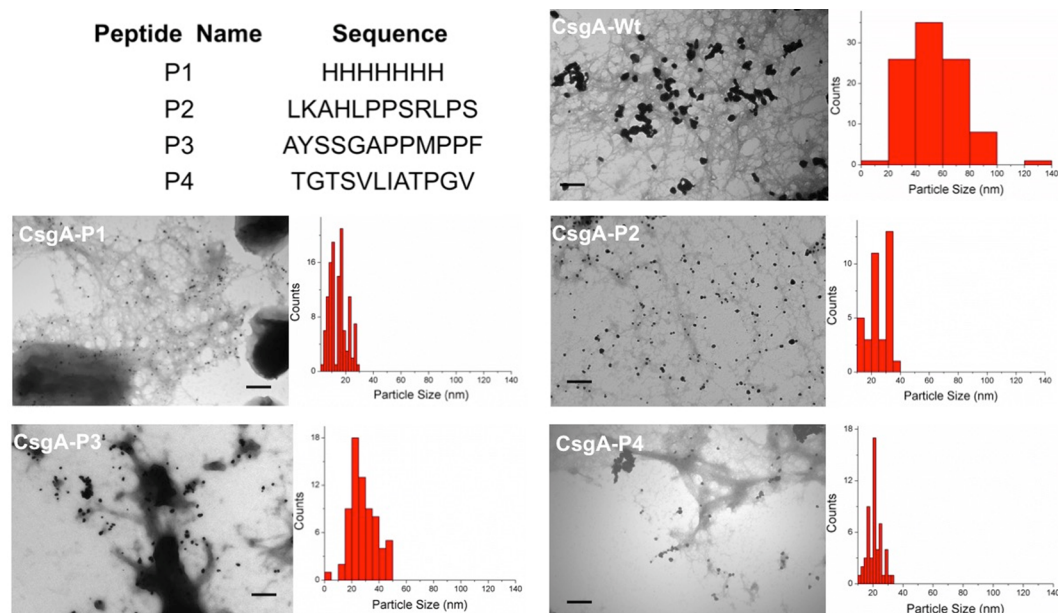 Peptide Name Sequence
P1 HHHHHHH
P2 LKAHLPPSRLPS
P3 AYSSGAPPMPPF
P4 TGTSVLIATPGV
CsgA-Wt
Counts
30
20
10
0
0 20 40 60 80 100 120 140
Particle Size (nm)
CsgA-P1
Counts
16
12
8
4
0
0 20 40 60 80 100 120 140
Particle Size (nm)
CsgA-P2
Counts
10
5
0
20 40 60 80 100 120 140
Particle Size (nm)
CsgA-P3
Counts
18
12
6
0
0 20 40 60 80 100 120 140
Particle Size (nm)
CsgA-P4
Counts
18
12
6
0
20 40 60 80 100 120 140
Particle Size (nm)